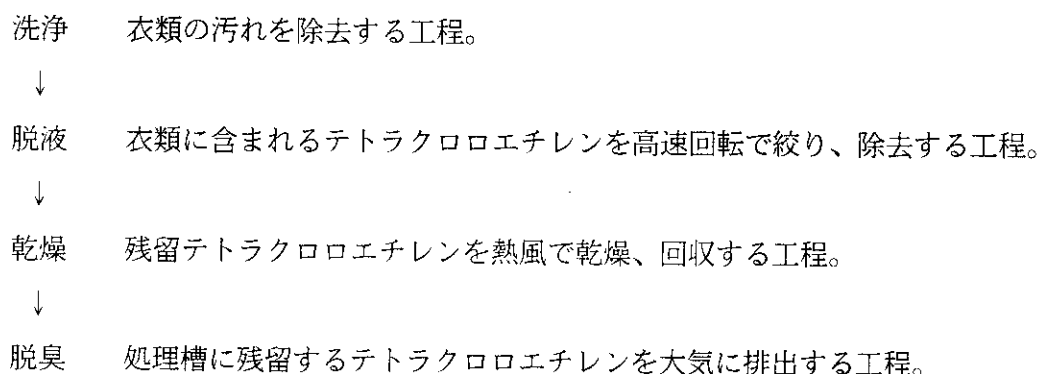 洗浄 衣類の汚れを除去する工程。
↓
脱液 衣類に含まれるテトラクロロエチレンを高速回転で絞り、除去する工程。
↓
乾燥 残留テトラクロロエチレンを熱風で乾燥、回収する工程。
↓
脱臭 処理槽に残留するテトラクロロエチレンを大気に排出する工程。